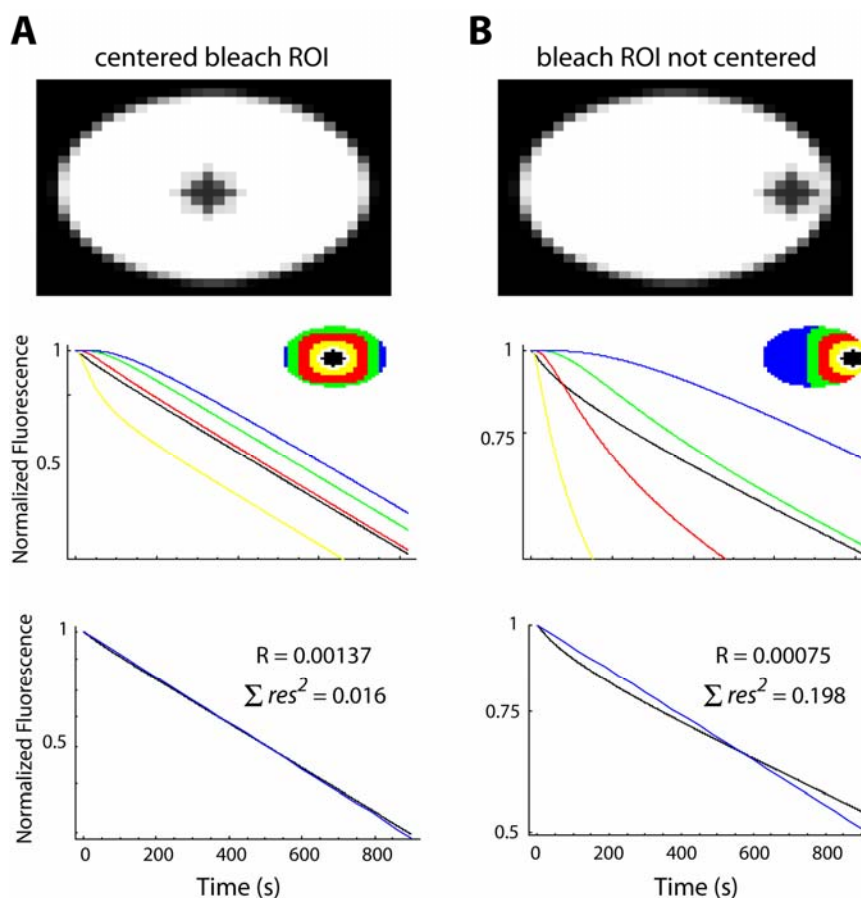 A
centered bleach ROI
B
bleach ROI not centered
Normalized Fluorescence
1
0.5
1
0.75
Normalized Fluorescence
1
0.5
R = 0.00137
∑ res² = 0.016
0
200
400
600
800
Time (s)
1
0.75
0.5
R = 0.00075
∑ res² = 0.198
0
200
400
600
800
Time (s)